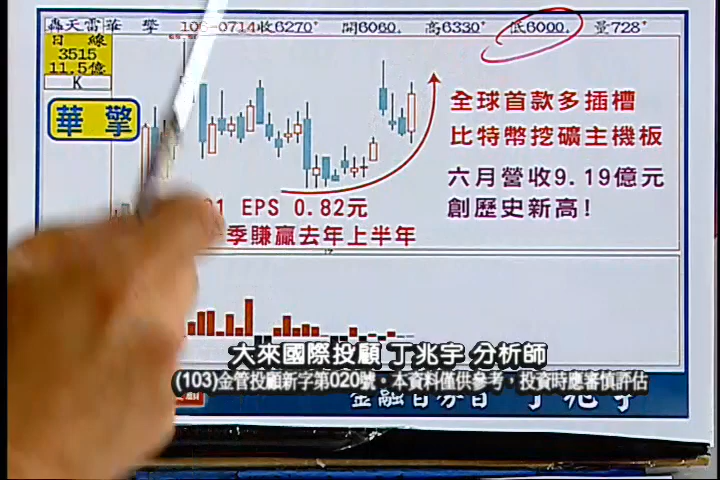 轟天雷華 擎 106-0714收6270 開6060 高6330 低6000 量728
日 線
3515
11.5億
K
華 擎
全球首款多插槽
比特幣挖礦主機板
六月營收9.19億元
創歷史新高!
EPS 0.82元
季賺贏去年上半年
大來國際投顧 丁兆宇 分析師
(103)金管投顧新字第020號,本資料僅供參考,投資時應審慎評估